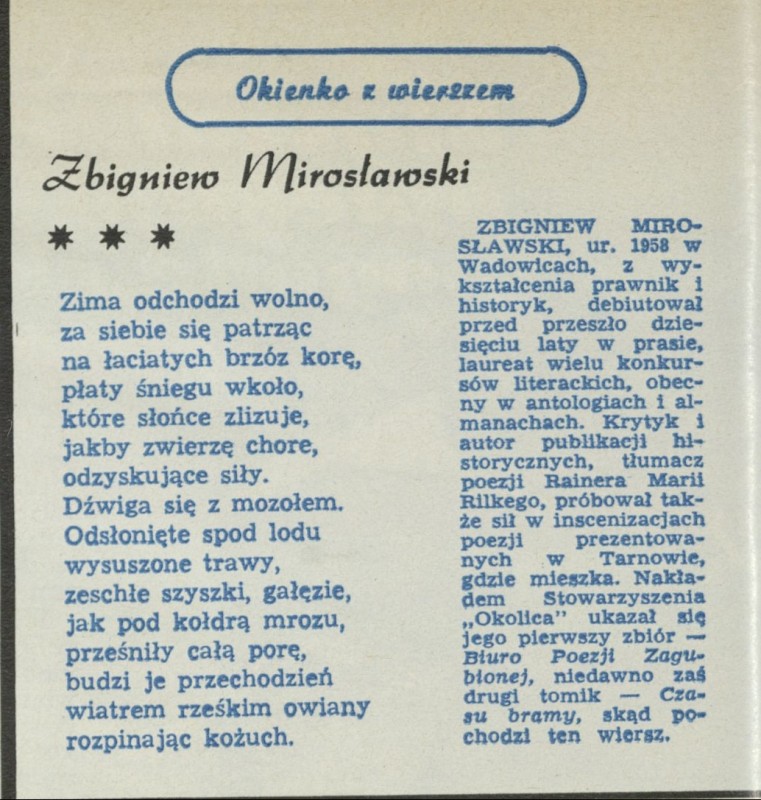 Okienko z wierszem
Zbigniew Mirosławski
* * *
Zima odchodzi wolno,
za siebie się patrząc
na łaciatych brzóz korę,
płaty śniegu wkoło,
które słońce zlizuje,
jakby zwierzę chore,
odzyskujące siły.
Dźwiga się z mozołem.
Odsłonięte spod lodu
wysuszone trawy,
zeschłe szyszki, gałęzie,
jak pod kołdrą mrozu,
prześniły całą porę,
budzi je przechodzień
wiatrem rześkim owiany
rozpinając kożuch.
ZBIGNIEW MIRO-
SŁAWSKI, ur. 1958 w
Wadowicach, z wy-
kształcenia prawnik i
historyk, debiutował
przed przeszło dzie-
sięciu laty w prasie,
laureat wielu konkur-
sów literackich, obec-
ny w antologiach i al-
manachach. Krytyk i
autor publikacji hi-
storycznych, tłumacz
poezji Rainera Marii
Rilkego, próbował tak-
że sił w inscenizacjach
poezji prezentowa-
nych w Tarnowie,
gdzie mieszka. Nakła-
dem Stowarzyszenia
„Okolica" ukazał się
jego pierwszy zbiór —
Biuro Poezji Zagu-
bionej, niedawno zaś
drugi tomik — Cza-
su bramy, skąd po-
chodzi ten wiersz.